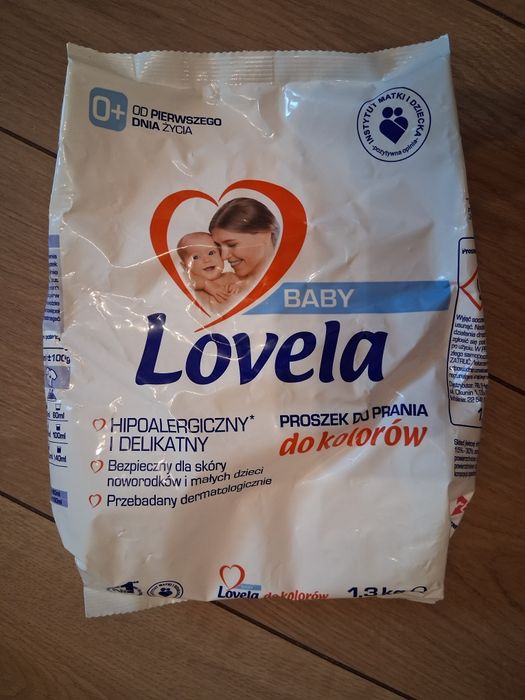 0+
OD PIERWSZEGO
DNIA ŻYCIA
INSTYTUT MATKI I DZIECKA
-pozytywna opinia-
BABY
Lovela
HIPOALERGICZNY*
I DELIKATNY
Bezpieczny dla skóry
noworodków i małych dzieci
Przebadany dermatologicznie
PROSZEK DO PRANIA
do kolorów
Lovela do kolorów
1,3 kg